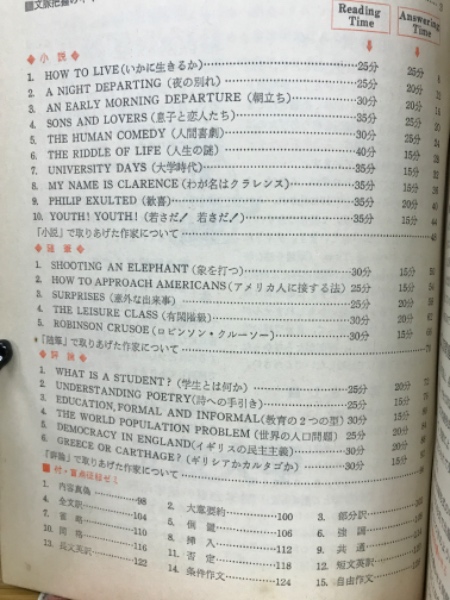 Reading Time
Answering Time
◆小説◆
1. HOW TO LIVE(いかに生きるか)……25分 25分 8
2. A NIGHT DEPARTING (夜の別れ)……25分 20分
3. AN EARLY MORNING DEPARTURE (朝立ち)……30分 20分
4. SONS AND LOVERS (息子と恋人たち)……35分 25分 20
5. THE HUMAN COMEDY (人間喜劇)……30分 25分
6. THE RIDDLE OF LIFE (人生の謎)……40分 15分
7. UNIVERSITY DAYS (大学時代)……35分 15分
8. MY NAME IS CLARENCE (わが名はクラレンス)……35分 15分 36
9. PHILIP EXULTED (歓喜)……35分 20分 40
10. YOUTH! YOUTH! (若さだ! 若さだ!)……35分 15分 44
「小説」で取りあげた作家について……48
◆随筆◆
1. SHOOTING AN ELEPHANT (象を打つ)……30分 15分 50
2. HOW TO APPROACH AMERICANS (アメリカ人に接する法) 25分 15分 54
3. SURPRISES (意外な出来事)……25分 20分 58
4. THE LEISURE CLASS (有閑階級)……30分 20分 62
5. ROBINSON CRUSOE (ロビンソン・クルーソー)……30分 15分
「随筆」で取りあげた作家について……71
◆評論◆
1. WHAT IS A STUDENT? (学生とは何か)……25分 20分 72
2. UNDERSTANDING POETRY(詩への手引き)……25分 15分
3. EDUCATION, FORMAL AND INFORMAL(教育の2つの型) 30分 15分
4. THE WORLD POPULATION PROBLEM (世界の人口問題) 25分 20分 84
5. DEMOCRACY IN ENGLAND(イギリスの民主主義)……30分 20分 88
6. GREECE OR CARTHAGE? (ギリシアかカルタゴか)……30分 15分
「評論」で取りあげた作家について……
1. 内容真偽……98 2. 大意要約……100 3. 部分訳……
4. 全文訳……104 5. 倒置…… 6. 強調……
7. 省略……110 8. 挿入……112 9. 共通……
10. 間違……116 11. 否定……118 12. 短文英訳……
13. 長文英訳……122 14. 条件作文……124 15. 自由作文……